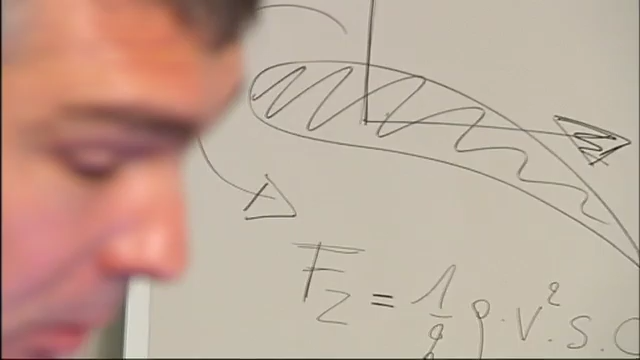 Fz = 1/2 ρ.V².S.C